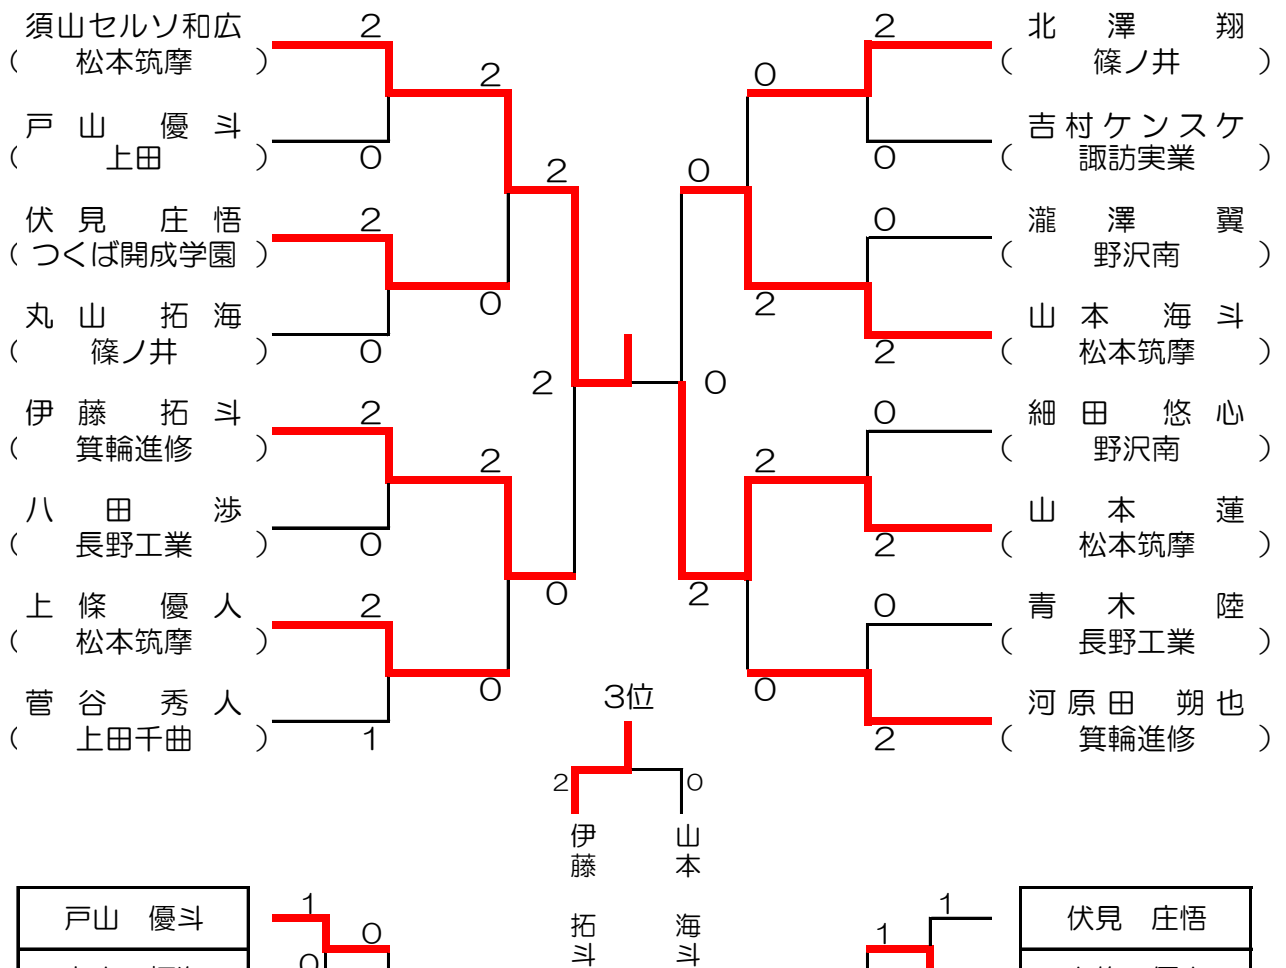 須山セルソ和広 2
(松本筑摩)
2
戸山 優斗
(上田) 0
2
伏見 庄悟 2
(つくば開成学園)
0
丸山 拓海
(篠ノ井) 0
2
伊藤 拓斗 2
(箕輪進修)
2
八田 渉
(長野工業) 0
0
上條 優人 2
(松本筑摩)
0
菅谷 秀人
(上田千曲) 1
2 北澤 翔
(篠ノ井)
0
吉村ケンスケ
0 (諏訪実業)
0
0 瀧澤 翼
(野沢南)
2
山本 海斗
2 (松本筑摩)
0
0 細田 悠心
(野沢南)
2
山本 蓮
2 (松本筑摩)
2
0 青木 陸
(長野工業)
0
河原田 朔也
2 (箕輪進修)
3位
2 0
伊藤 拓斗
山本 海斗
戸山 優斗
1
0
0
1
伏見 庄悟
1